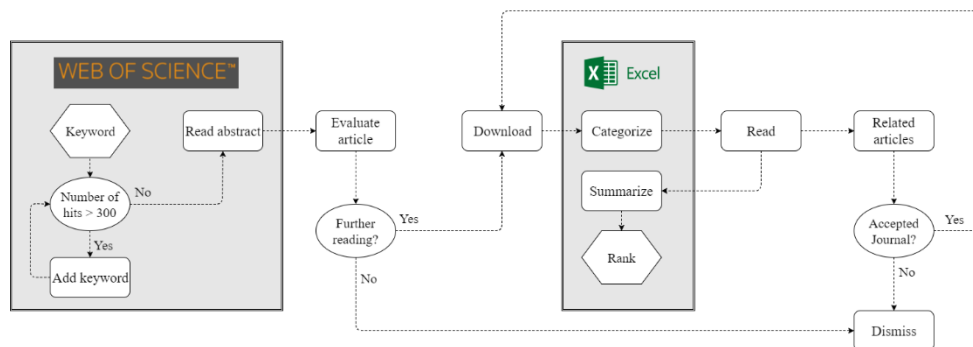 WEB OF SCIENCE™
Keyword
Number of
hits > 300
No
Yes
Add keyword
Read abstract
Evaluate
article
Further
reading?
Yes
No
Download
Excel
Categorize
Summarize
Rank
Read
Related
articles
Accepted
Journal?
Yes
No
Dismiss